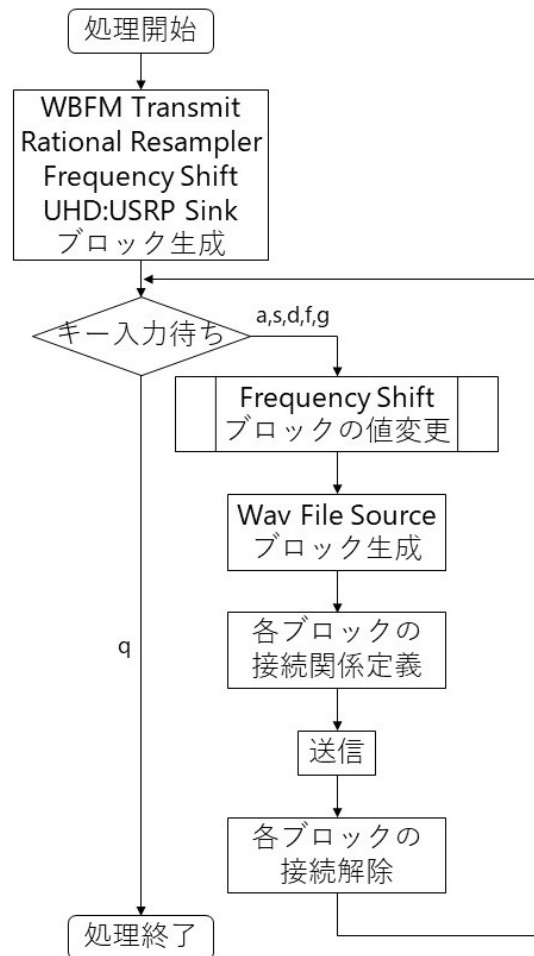 処理開始
WBFM Transmit
Rational Resampler
Frequency Shift
UHD:USRP Sink
ブロック生成
キー入力待ち
a,s,d,f,g
Frequency Shift
ブロックの値変更
Wav File Source
ブロック生成
各ブロックの
接続関係定義
q
送信
各ブロックの
接続解除
処理終了